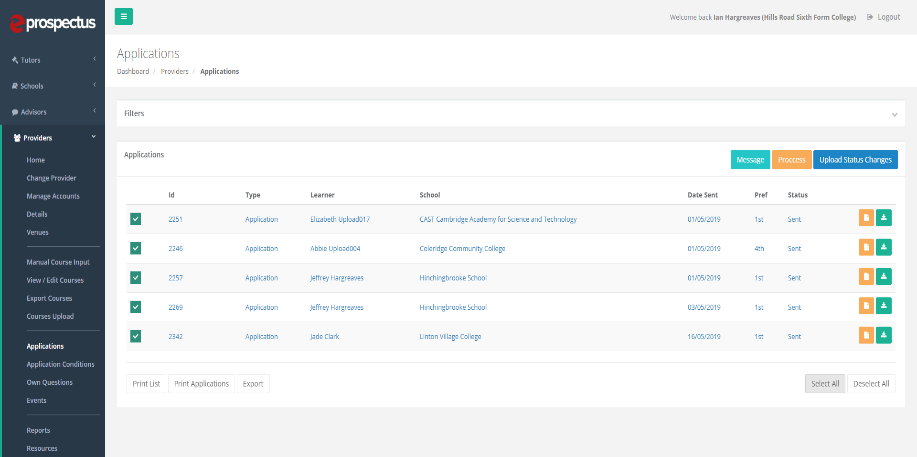 eprospectus
Welcome back Ian Hargreaves (Hills Road Sixth Form College) Logout
Tutors
Schools
Advisors
Providers
Home
Change Provider
Manage Accounts
Details
Venues
Manual Course Input
View / Edit Courses
Export Courses
Courses Upload
Applications
Application Conditions
Own Questions
Events
Reports
Resources
Applications
Dashboard / Providers / Applications
Filters
Applications Message Proccess Upload Status Changes
Id Type Learner School Date Sent Pref Status
2251 Application Elizabeth Upload017 CAST Cambridge Academy for Science and Technology 01/05/2019 1st Sent
2246 Application Abbie Upload004 Coleridge Community College 01/05/2019 4th Sent
2257 Application Jeffrey Hargreaves Hinchingbrooke School 01/05/2019 1st Sent
2269 Application Jeffrey Hargreaves Hinchingbrooke School 03/05/2019 1st Sent
2342 Application Jade Clark Linton Village College 16/05/2019 1st Sent
Print List Print Applications Export Select All Deselect All